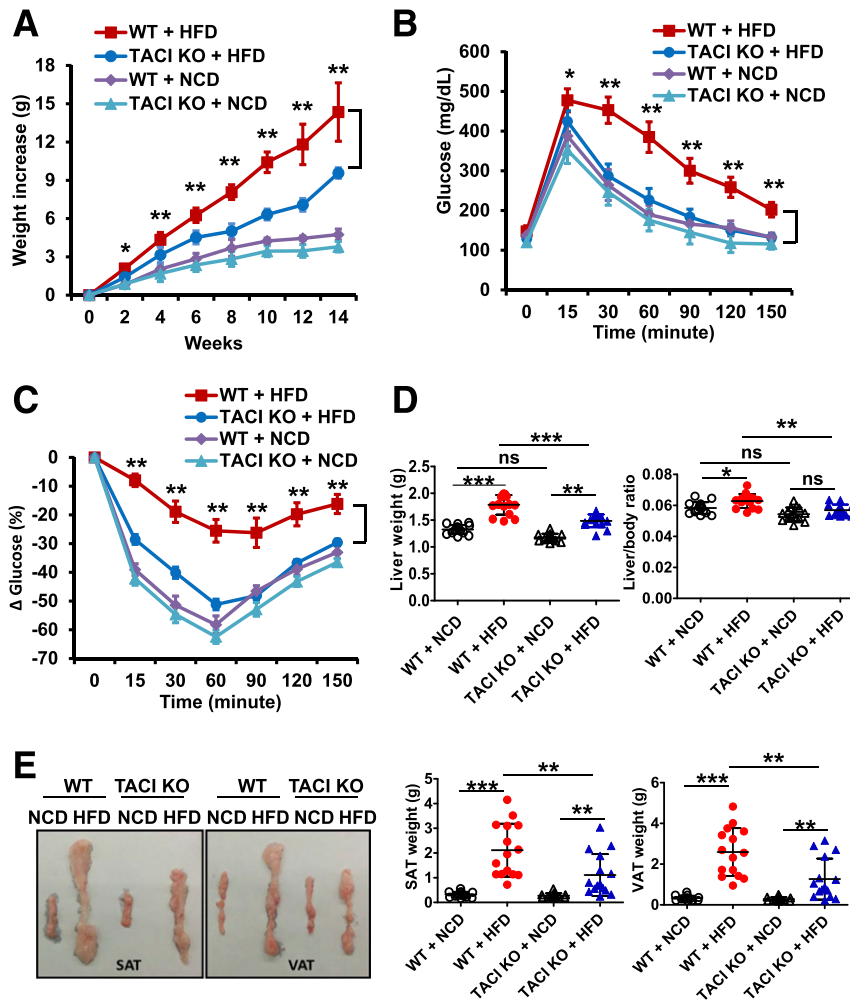 A
WT + HFD
TACI KO + HFD
WT + NCD
TACI KO + NCD
Weight increase (g)
18
15
12
9
6
3
0
* ** ** ** ** ** **
0 2 4 6 8 10 12 14
Weeks
B
WT + HFD
TACI KO + HFD
WT + NCD
TACI KO + NCD
Glucose (mg/dL)
600
500
400
300
200
100
0
* ** ** ** ** **
0 15 30 60 90 120 150
Time (minute)
C
WT + HFD
TACI KO + HFD
WT + NCD
TACI KO + NCD
Δ Glucose (%)
0
-10
-20
-30
-40
-50
-60
-70
** ** ** ** ** **
0 15 30 60 90 120 150
Time (minute)
D
Liver weight (g)
2.5
2.0
1.5
1.0
0.5
0.0
***
ns
*** **
WT + NCD
WT + HFD
TACI KO + NCD
TACI KO + HFD
Liver/body ratio
0.08
0.06
0.04
0.02
0.00
**
ns
* ns
WT + NCD
WT + HFD
TACI KO + NCD
TACI KO + HFD
E
WT TACI KO WT TACI KO
NCD HFD NCD HFD NCD HFD NCD HFD
SAT VAT
SAT weight (g)
5
4
3
2
1
0
**
*** **
WT + NCD
WT + HFD
TACI KO + NCD
TACI KO + HFD
VAT weight (g)
6
4
2
0
**
*** **
WT + NCD
WT + HFD
TACI KO + NCD
TACI KO + HFD